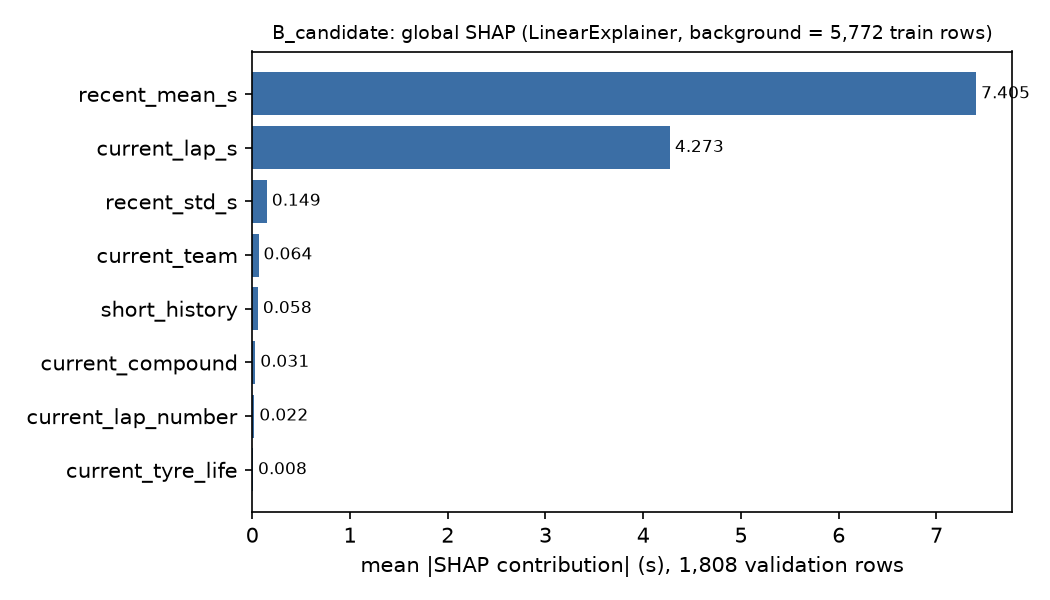 B_candidate: global SHAP (LinearExplainer, background = 5,772 train rows)
recent_mean_s 7.405
current_lap_s 4.273
recent_std_s 0.149
current_team 0.064
short_history 0.058
current_compound 0.031
current_lap_number 0.022
current_tyre_life 0.008
0 1 2 3 4 5 6 7
mean |SHAP contribution| (s), 1,808 validation rows